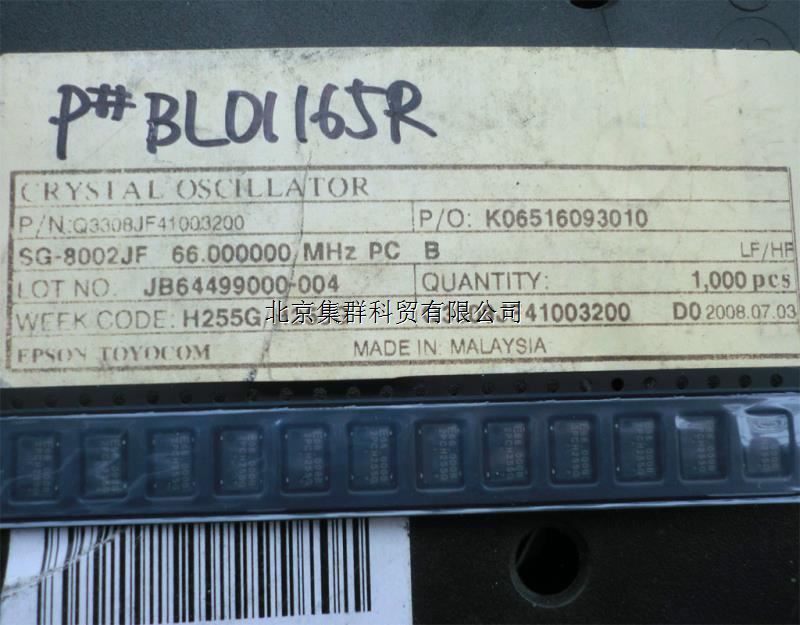 P# BL01165R
CRYSTAL OSCILLATOR
P/N:Q3308JF41003200 P/O: K06516093010
SG-8002JF 66.000000 MHz PC B LF/HF
LOT NO. JB64499000-004 QUANTITY: 1,000 pcs
北京集群科贸有限公司
WEEK CODE: H255G 41003200 D0 2008.07.03
EPSON TOYOCOM MADE IN MALAYSIA